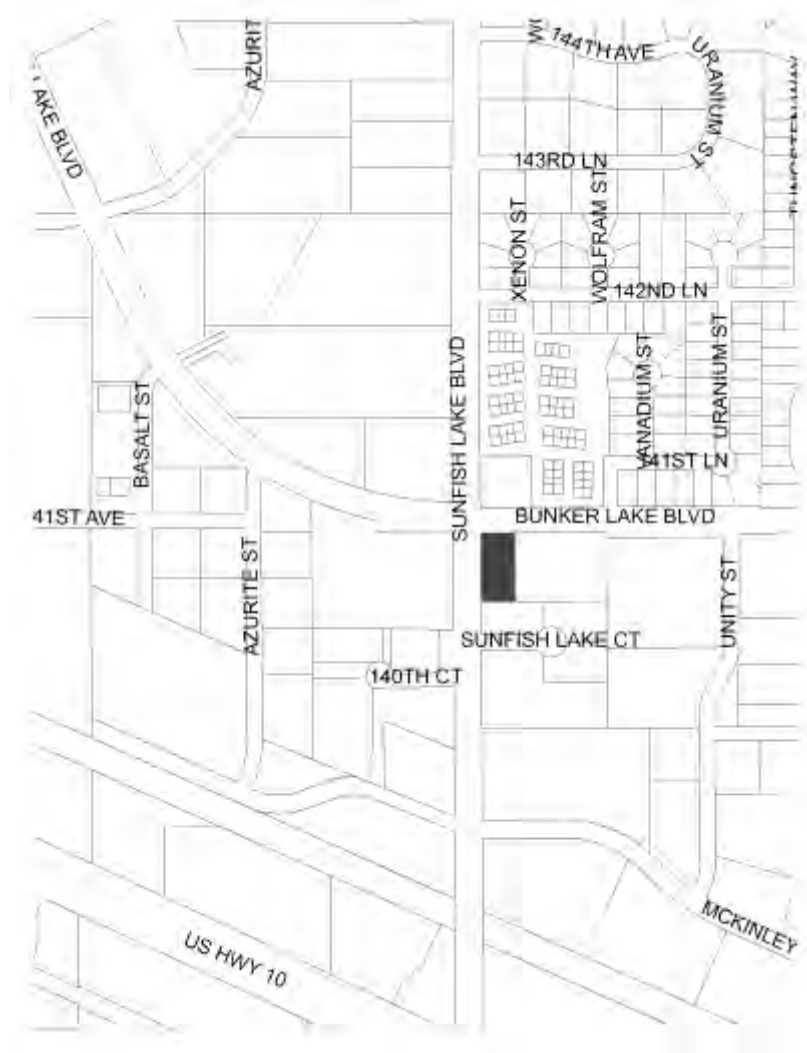 AZURIT
144TH AVE
URANIUM ST
LAKE BLVD
143RD LN
XENON ST
WOLFRAM ST
142ND LN
SUNFISH LAKE BLVD
BASALT ST
VANADIUM ST
URANIUM ST
141ST LN
41ST AVE
BUNKER LAKE BLVD
AZURITE ST
UNITY ST
SUNFISH LAKE CT
140TH CT
MCKINLEY
US HWY 10